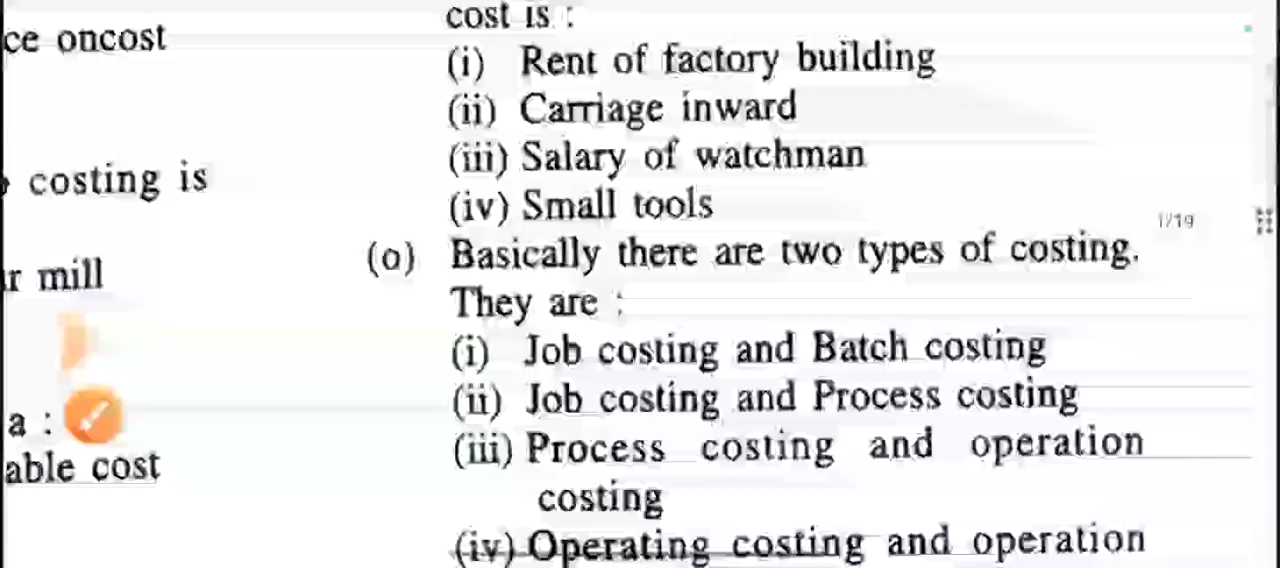 ce oncost
costing is
r mill
a :
able cost
cost is :
(i) Rent of factory building
(ii) Carriage inward
(iii) Salary of watchman
(iv) Small tools
1/19
(o) Basically there are two types of costing.
They are :
(i) Job costing and Batch costing
(ii) Job costing and Process costing
(iii) Process costing and operation
costing
(iv) Operating costing and operation